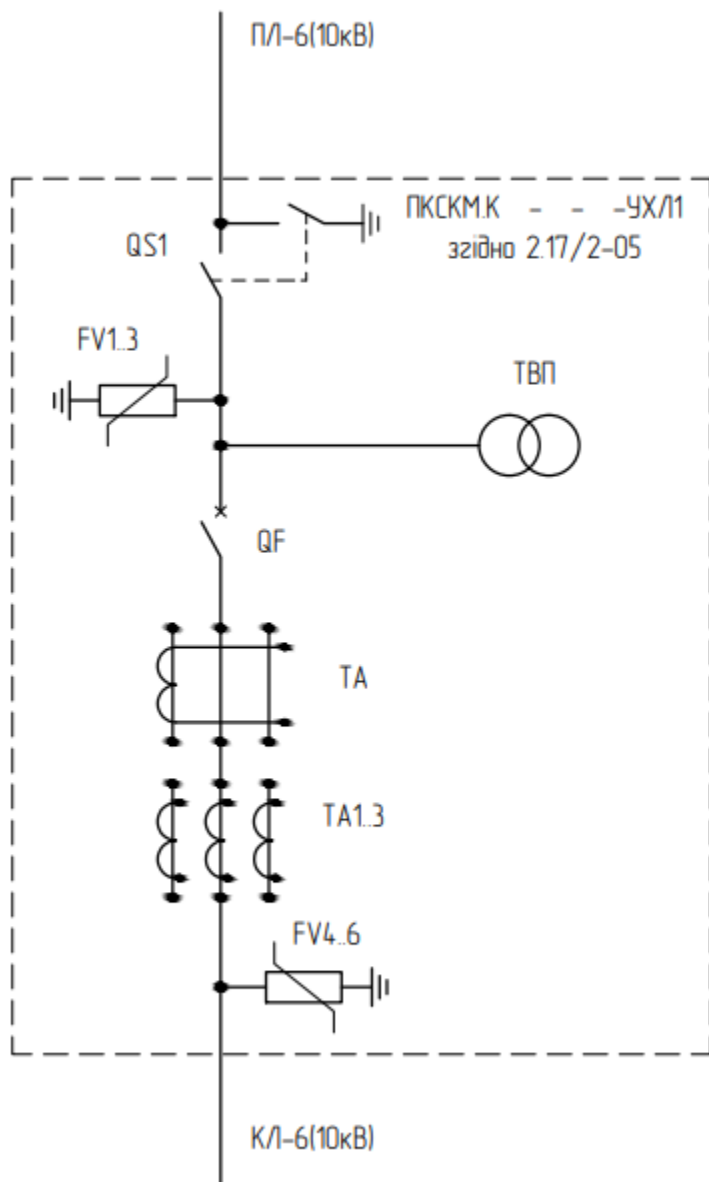 ПЛ-6(10кВ)
ПКСКМ.К - - -УХЛ1
згідно 2.17/2-05
QS1
FV1..3
ТВП
QF
ТА
ТА1..3
FV4..6
КЛ-6(10кВ)